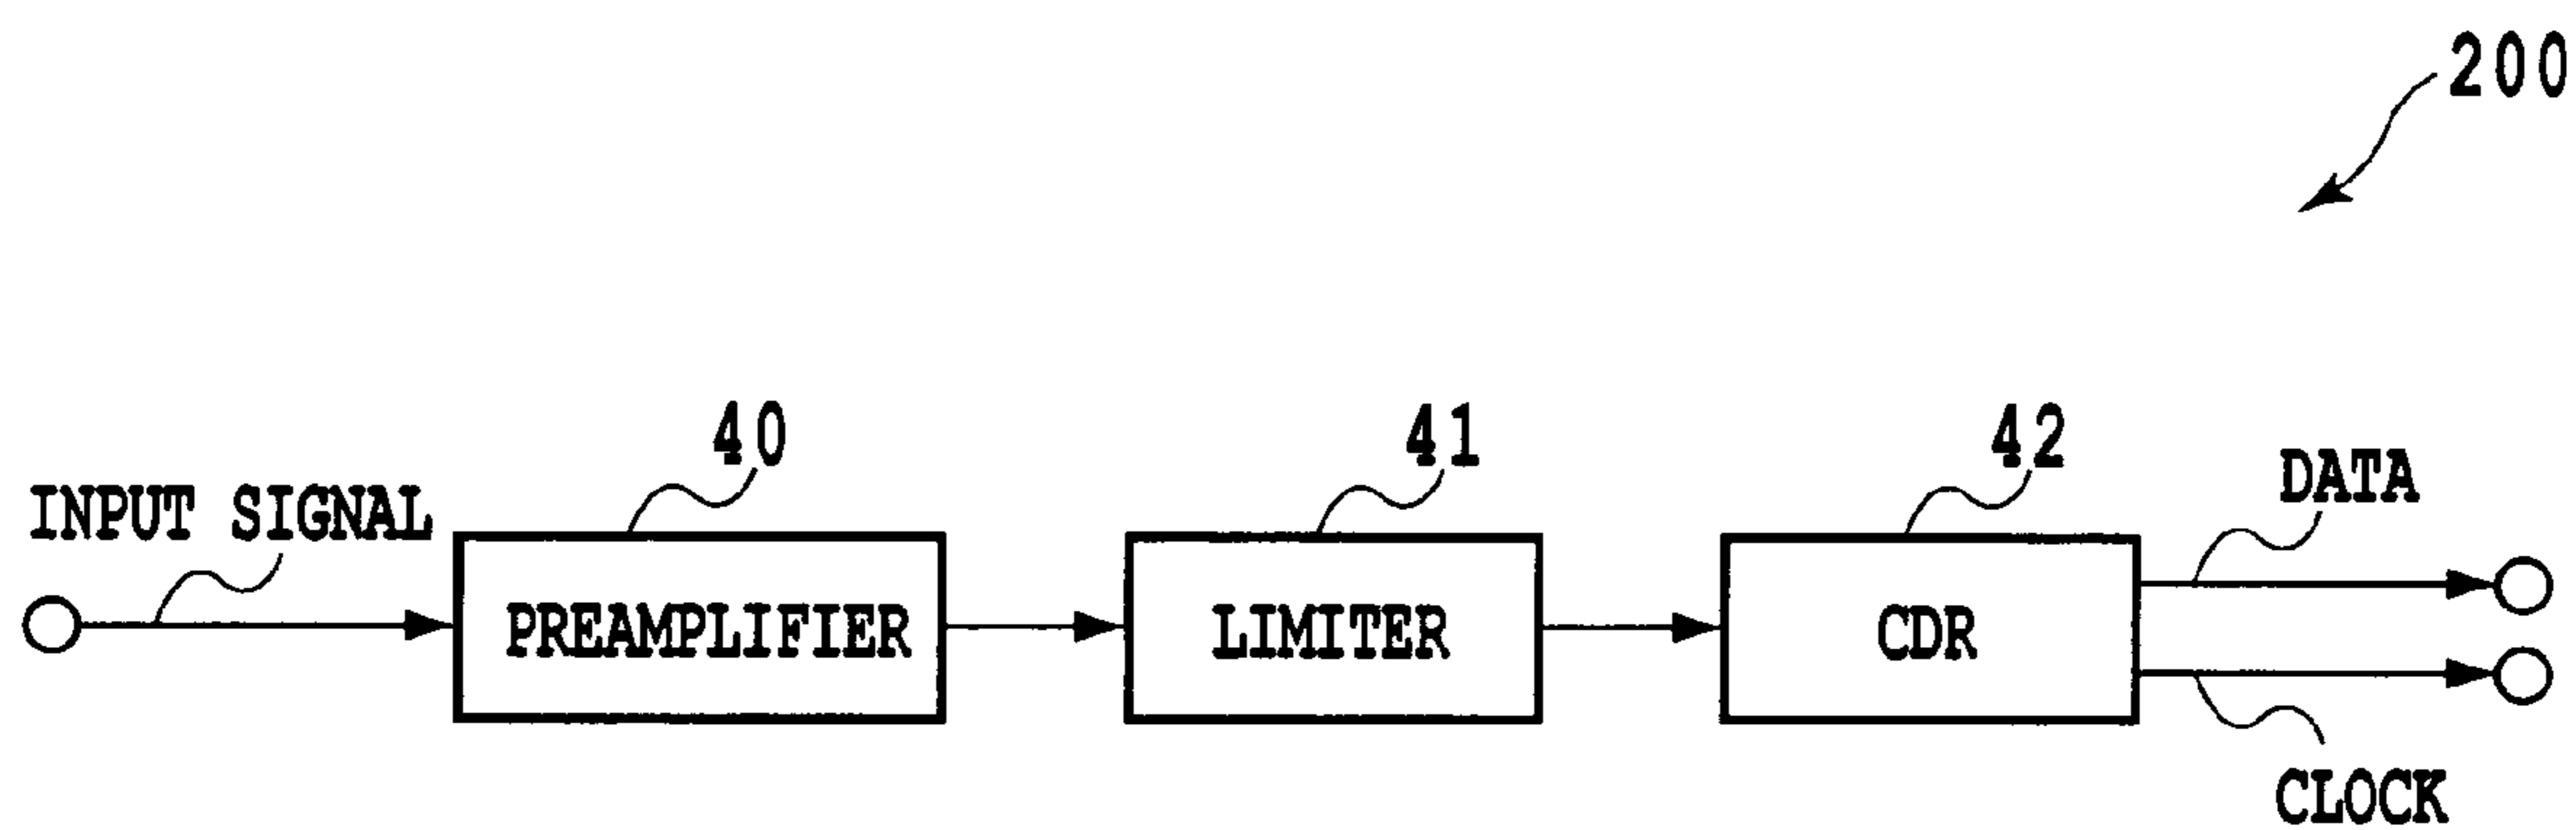 200
40
41
42
DATA
INPUT SIGNAL
PREAMPLIFIER
LIMITER
CDR
CLOCK